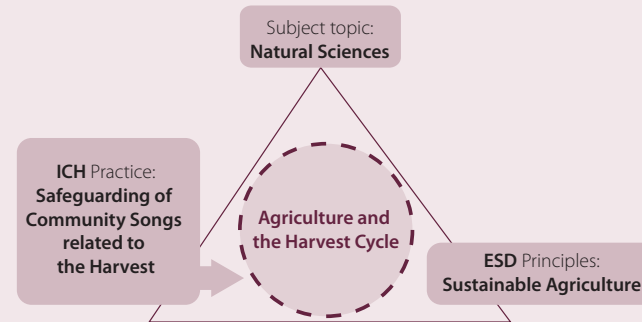 Subject topic:
Natural Sciences
ICH Practice:
Safeguarding of
Community Songs
related to
the Harvest
Agriculture and
the Harvest Cycle
ESD Principles:
Sustainable Agriculture